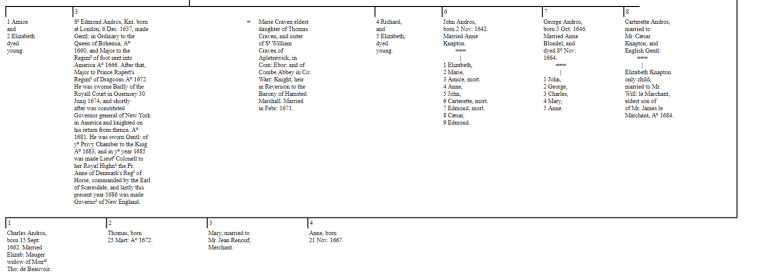 1 Amice
and
2 Elizabeth
dyed
young.
3
Sr Edmond Andros, Knt. born
at London, 6 Dec. 1637, made
Gentl: in Ordinary to the
Queen of Bohemia, Ao
1660, and Major to the
Regimt of foot sent into
America Ao 1666. After that,
Major to Prince Rupert's
Regimt of Dragoons Ao 1672.
He was sworne Bailly of the
Royall Court in Guernsey 30
Junij 1674, and shortly
after was constituted
Governor general of New York
in America and knighted on
his return from thence, Ao
1681. He was sworn Gentl: of
ye Privy Chamber to the King
Ao 1683, and in ye year 1685
was made Lieutt Colonell to
her Royal Highns the Pr.
Anne of Denmark's Regt of
Horse, commanded by the Earl
of Scaresdale, and lastly this
present year 1686 was made
Governor of New England.
=
Marie Craven eldest
daughter of Thomas
Craven, and sister
of Sr William
Craven of
Apletrewick, in
Com: Ebor: and of
Combe Abbey in Co:
Warr: Knight, heir
in Reversion to the
Barony of Hamsted
Marshall. Married
in Febr: 1671.
4 Richard,
and
5 Elizabeth,
dyed
young.
6
John Andros,
born 2 Nov: 1642.
Married Anne
Knapton.
===
|
1 Elizabeth,
2 Marie,
3 Amice, mort.
4 Anne,
5 John,
6 Carterette, mort.
7 Edmond, mort.
8 Cæsar,
9 Edmond.
7
George Andros,
born 5 Oct: 1646.
Married Anne
Blondel, and
dyed 8o Nov:
1664.
===
|
1 John,
2 George,
3 Charles,
4 Mary,
5 Anne.
8
Carterette Andros,
married to
Mr. Cæsar
Knapton, and
English Gentl:
===
|
Elizabeth Knapton
only child,
married to Mr.
Will: le Marchant,
eldest son of
of Mr. James le
Marchant, Ao 1684.
1
Charles Andros,
born 15 Sept:
1662. Married
Elizab: Mauger
widow of Monsr
Tho: de Beauvoir.
2
Thomas, born
25 Mart: Ao 1672.
3
Mary, married to
Mr. Jean Renouf,
Merchant.
4
Anne, born
21 Nov: 1667.